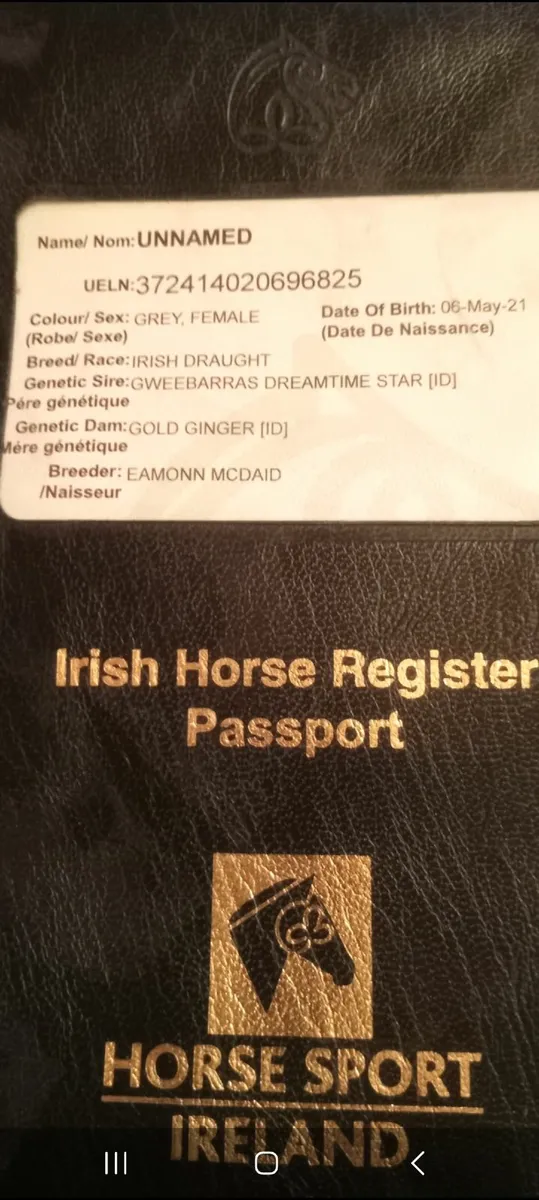 Name/ Nom: UNNAMED
UELN: 372414020696825
Colour/ Sex: GREY, FEMALE Date Of Birth: 06-May-21
(Robe/ Sexe) (Date De Naissance)
Breed/ Race: IRISH DRAUGHT
Genetic Sire: GWEEBARRAS DREAMTIME STAR [ID]
Pére génétique
Genetic Dam: GOLD GINGER [ID]
Mére génétique
Breeder: EAMONN MCDAID
/Naisseur
Irish Horse Register
Passport
HORSE SPORT
IRELAND